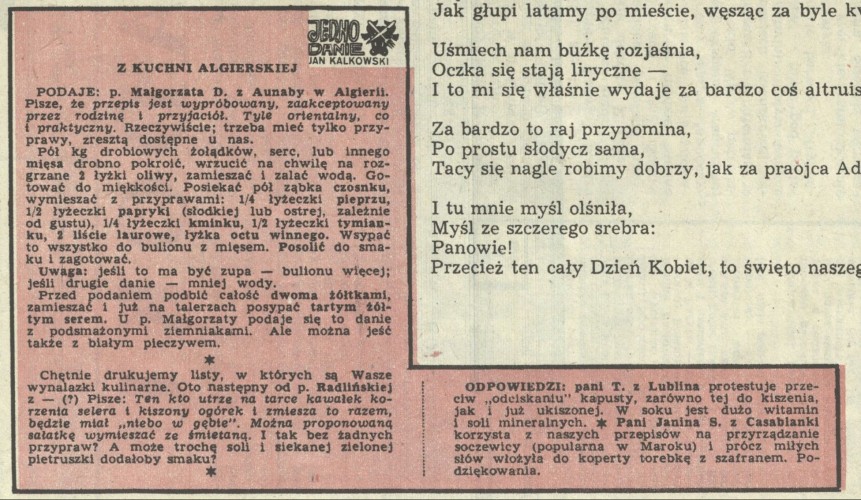 JEDNO
DANIE
JAN KALKOWSKI
Z KUCHNI ALGIERSKIEJ
PODAJE: p. Małgorzata D. z Aunaby w Algierii.
Pisze, że przepis jest wypróbowany, zaakceptowany
przez rodzinę i przyjaciół. Tyle orientalny, co
i praktyczny. Rzeczywiście; trzeba mieć tylko przy-
prawy, zresztą dostępne u nas.
Pół kg drobiowych żołądków, serc, lub innego
mięsa drobno pokroić, wrzucić na chwilę na roz-
grzane 2 łyżki oliwy, zamieszać i zalać wodą. Go-
tować do miękkości. Posiekać pół ząbka czosnku,
wymieszać z przyprawami: 1/4 łyżeczki pieprzu,
1/2 łyżeczki papryki (słodkiej lub ostrej, zależnie
od gustu), 1/4 łyżeczki kminku, 1/2 łyżeczki tymian-
ku, 2 liście laurowe, łyżka octu winnego. Wsypać
to wszystko do bulionu z mięsem. Posolić do sma-
ku i zagotować.
Uwaga: jeśli to ma być zupa — bulionu więcej;
jeśli drugie danie — mniej wody.
Przed podaniem podbić całość dwoma żółtkami,
zamieszać i już na talerzach posypać tartym żół-
tym serem. U p. Małgorzaty podaje się to danie
z podsmażonymi ziemniakami. Ale można jeść
także z białym pieczywem.
*
Chętnie drukujemy listy, w których są Wasze
wynalazki kulinarne. Oto następny od p. Radlińskiej
z — (?) Pisze: Ten kto utrze na tarce kawałek ko-
rzenia selera i kiszony ogórek i zmiesza to razem,
będzie miał „niebo w gębie". Można proponowaną
sałatkę wymieszać ze śmietaną. I tak bez żadnych
przypraw? A może trochę soli i siekanej zielonej
pietruszki dodałoby smaku?
*
ODPOWIEDZI: pani T. z Lublina protestuje prze-
ciw „odciskaniu" kapusty, zarówno tej do kiszenia,
jak i już ukiszonej. W soku jest dużo witamin
i soli mineralnych. * Pani Janina S. z Casablanki
korzysta z naszych przepisów na przyrządzanie
soczewicy (popularna w Maroku) i prócz miłych
słów włożyła do koperty torebkę z szafranem. Po-
dziękowania.
Jak głupi latamy po mieście, węsząc za byle
Uśmiech nam buźkę rozjaśnia,
Oczka się stają liryczne —
I to mi się właśnie wydaje za bardzo coś altruis
Za bardzo to raj przypomina,
Po prostu słodycz sama,
Tacy się nagle robimy dobrzy, jak za praojca Ad
I tu mnie myśl olśniła,
Myśl ze szczerego srebra:
Panowie!
Przecież ten cały Dzień Kobiet, to święto naszeg